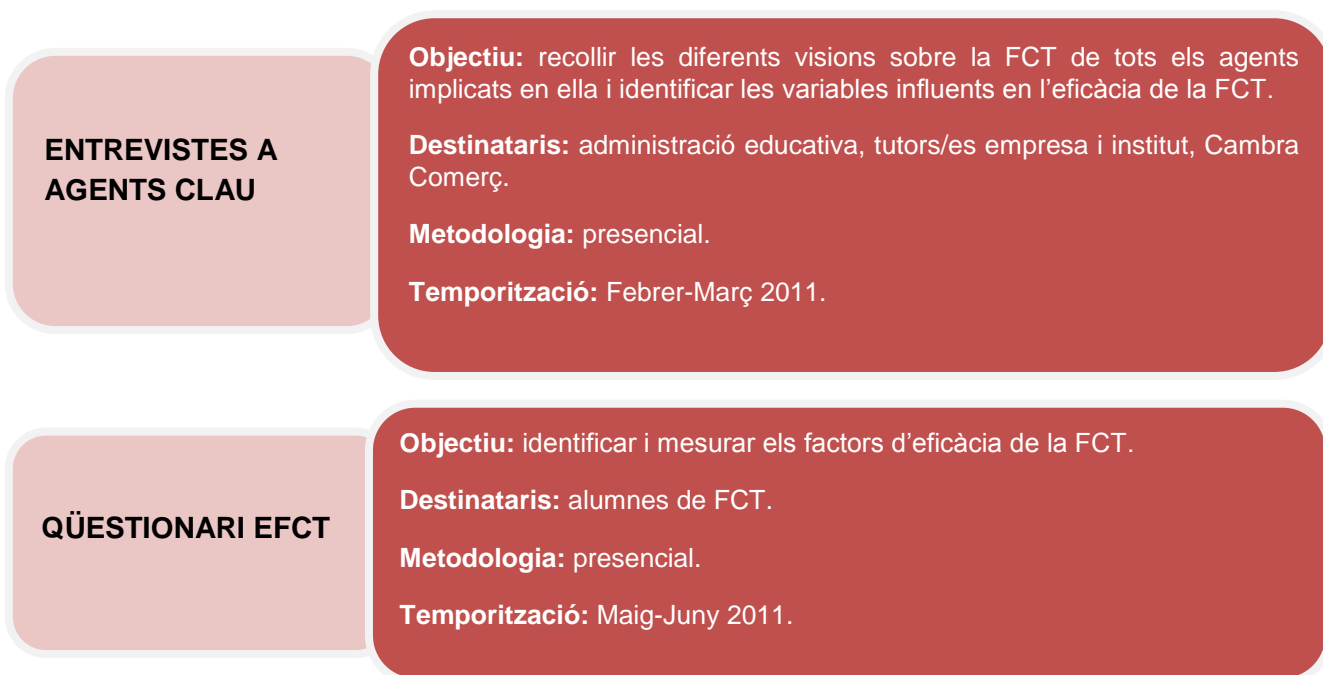 ENTREVISTES A
AGENTS CLAU
Objectiu: recollir les diferents visions sobre la FCT de tots els agents
implicats en ella i identificar les variables influents en l’eficàcia de la FCT.
Destinataris: administració educativa, tutors/es empresa i institut, Cambra
Comerç.
Metodologia: presencial.
Temporització: Febrer-Març 2011.
QÜESTIONARI EFCT
Objectiu: identificar i mesurar els factors d’eficàcia de la FCT.
Destinataris: alumnes de FCT.
Metodologia: presencial.
Temporització: Maig-Juny 2011.